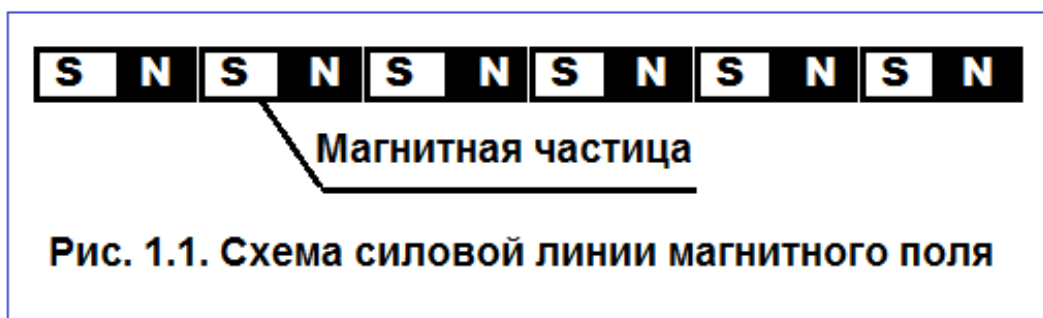 S N S N S N S N S N S N
Магнитная частица
Рис. 1.1. Схема силовой линии магнитного поля